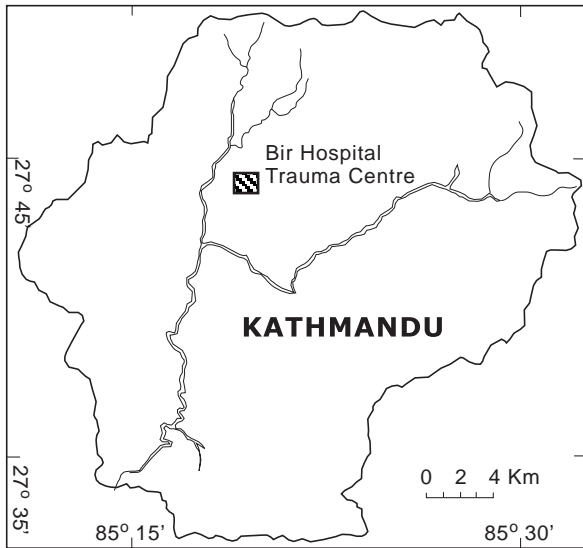 Bir Hospital
Trauma Centre
27° 45'
KATHMANDU
0 2 4 Km
27° 35'
85° 15'
85° 30'